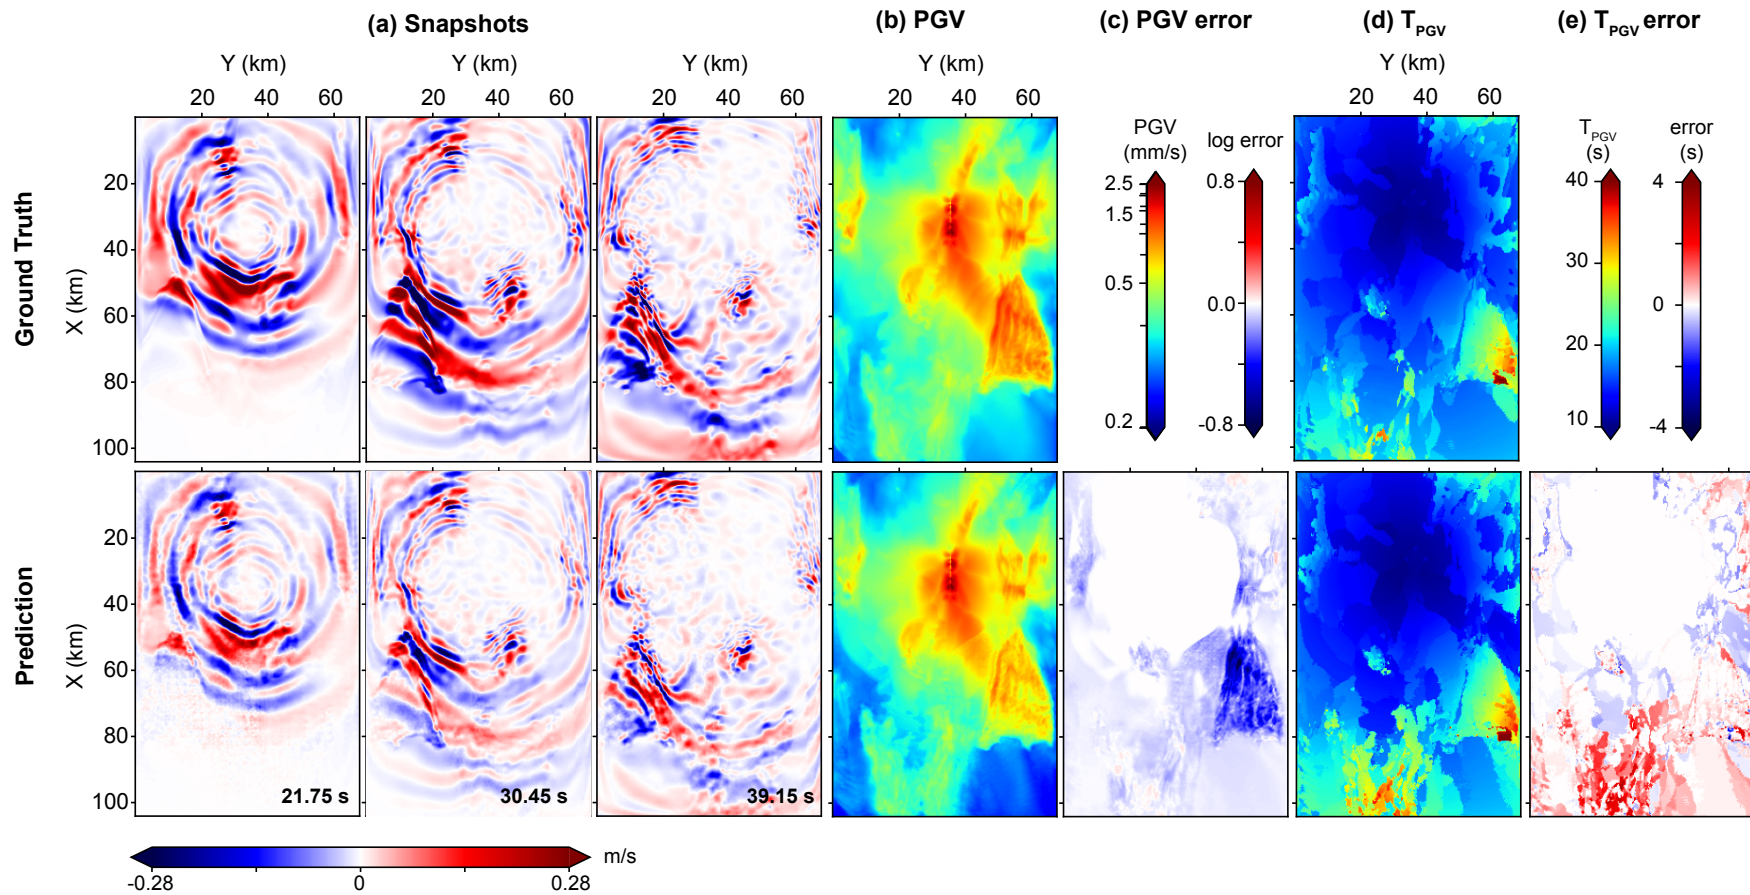 (a) Snapshots
(b) PGV
(c) PGV error
(d) T_PGV
(e) T_PGV error
Y (km)
Y (km)
Y (km)
Y (km)
20 40 60
20 40 60
20 40 60
20 40 60
20 40 60
Ground Truth
X (km)
20
40
60
80
100
PGV
(mm/s)
2.5
1.5
0.5
0.2
log error
0.8
0.0
-0.8
T_PGV
(s)
40
30
20
10
error
(s)
4
0
-4
Prediction
X (km)
20
40
60
80
100
21.75 s
30.45 s
39.15 s
-0.28 0 0.28
m/s